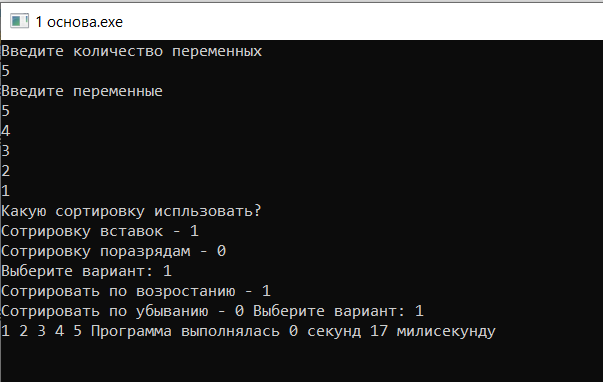 1 основа.exe
Введите количество переменных
5
Введите переменные
5
4
3
2
1
Какую сортировку испльзовать?
Сотрировку вставок - 1
Сотрировку поразрядам - 0
Выберите вариант: 1
Сотрировать по возростанию - 1
Сотрировать по убыванию - 0 Выберите вариант: 1
1 2 3 4 5 Программа выполнялась 0 секунд 17 милисекунду